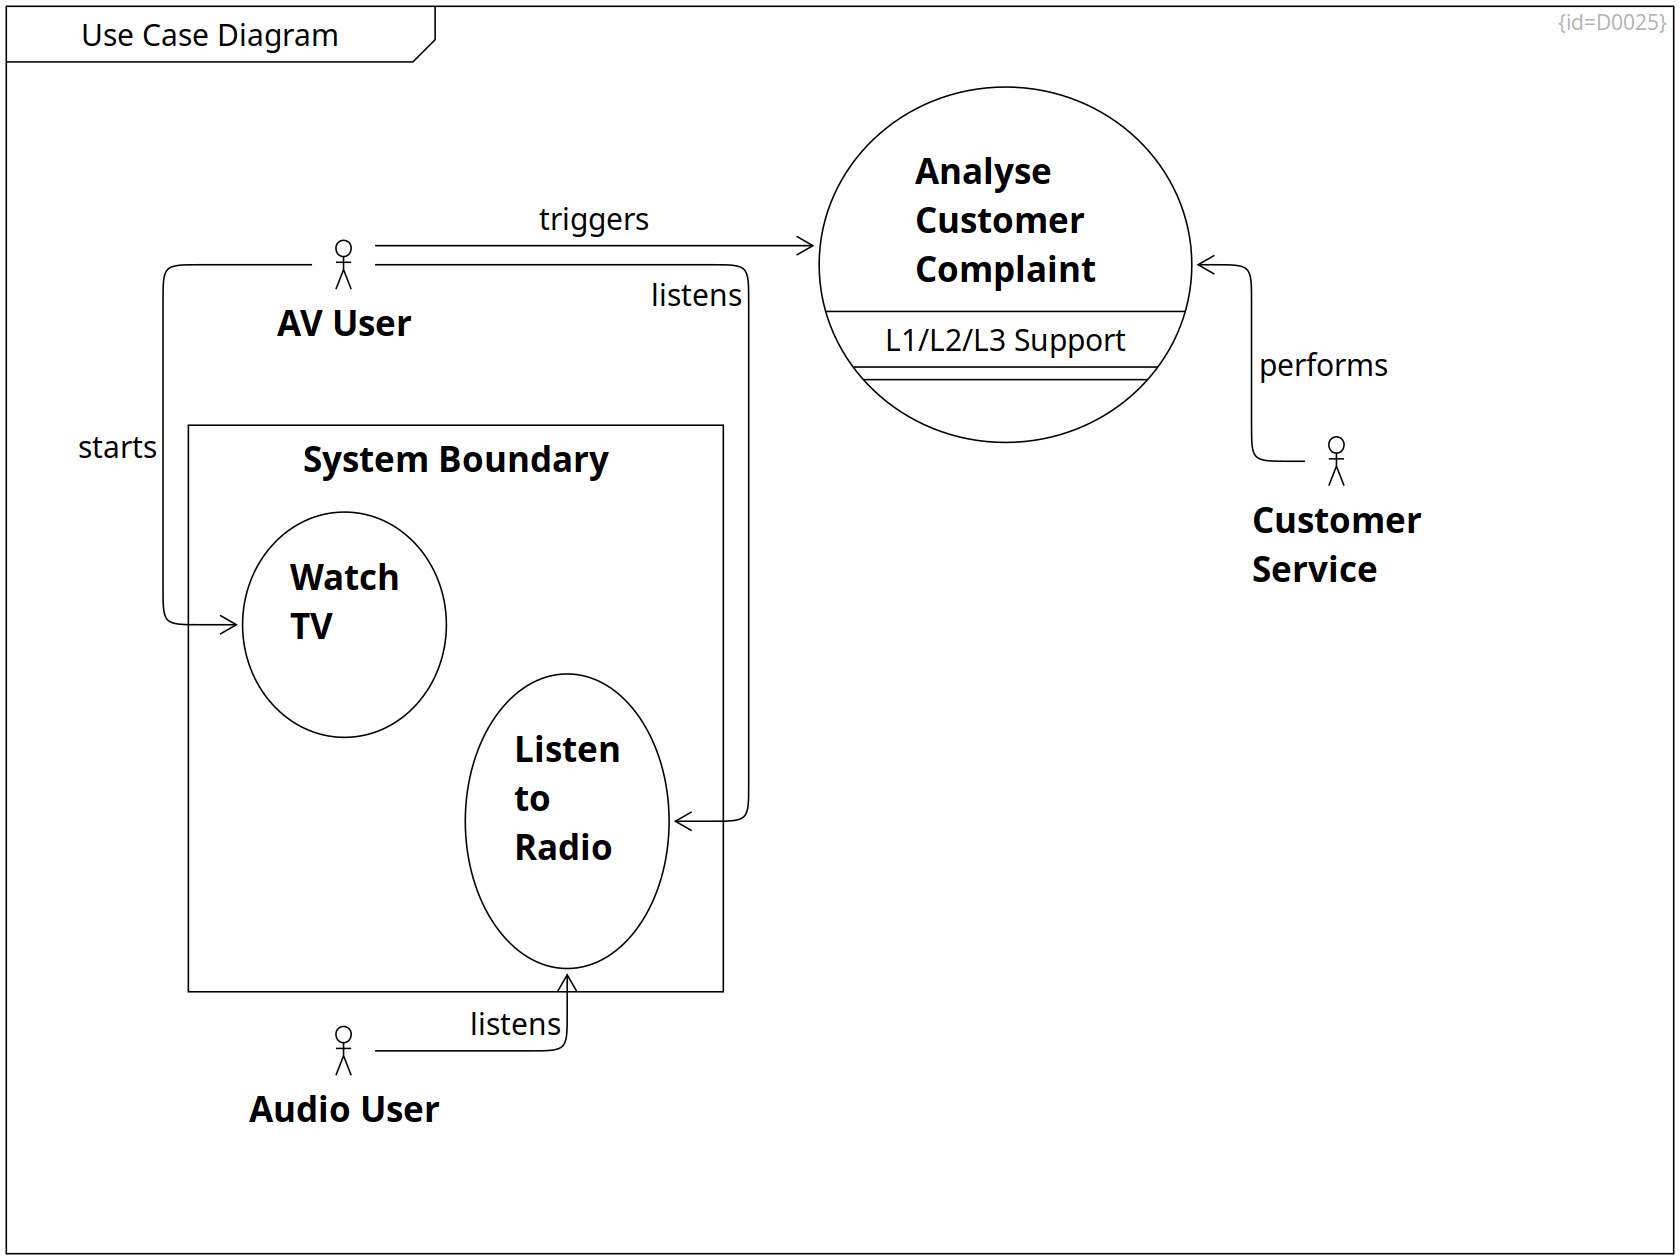 Use Case Diagram
{id=D0025}
Analyse
Customer
Complaint
L1/L2/L3 Support
triggers
listens
AV User
performs
starts
System Boundary
Customer
Service
Watch
TV
Listen
to
Radio
listens
Audio User